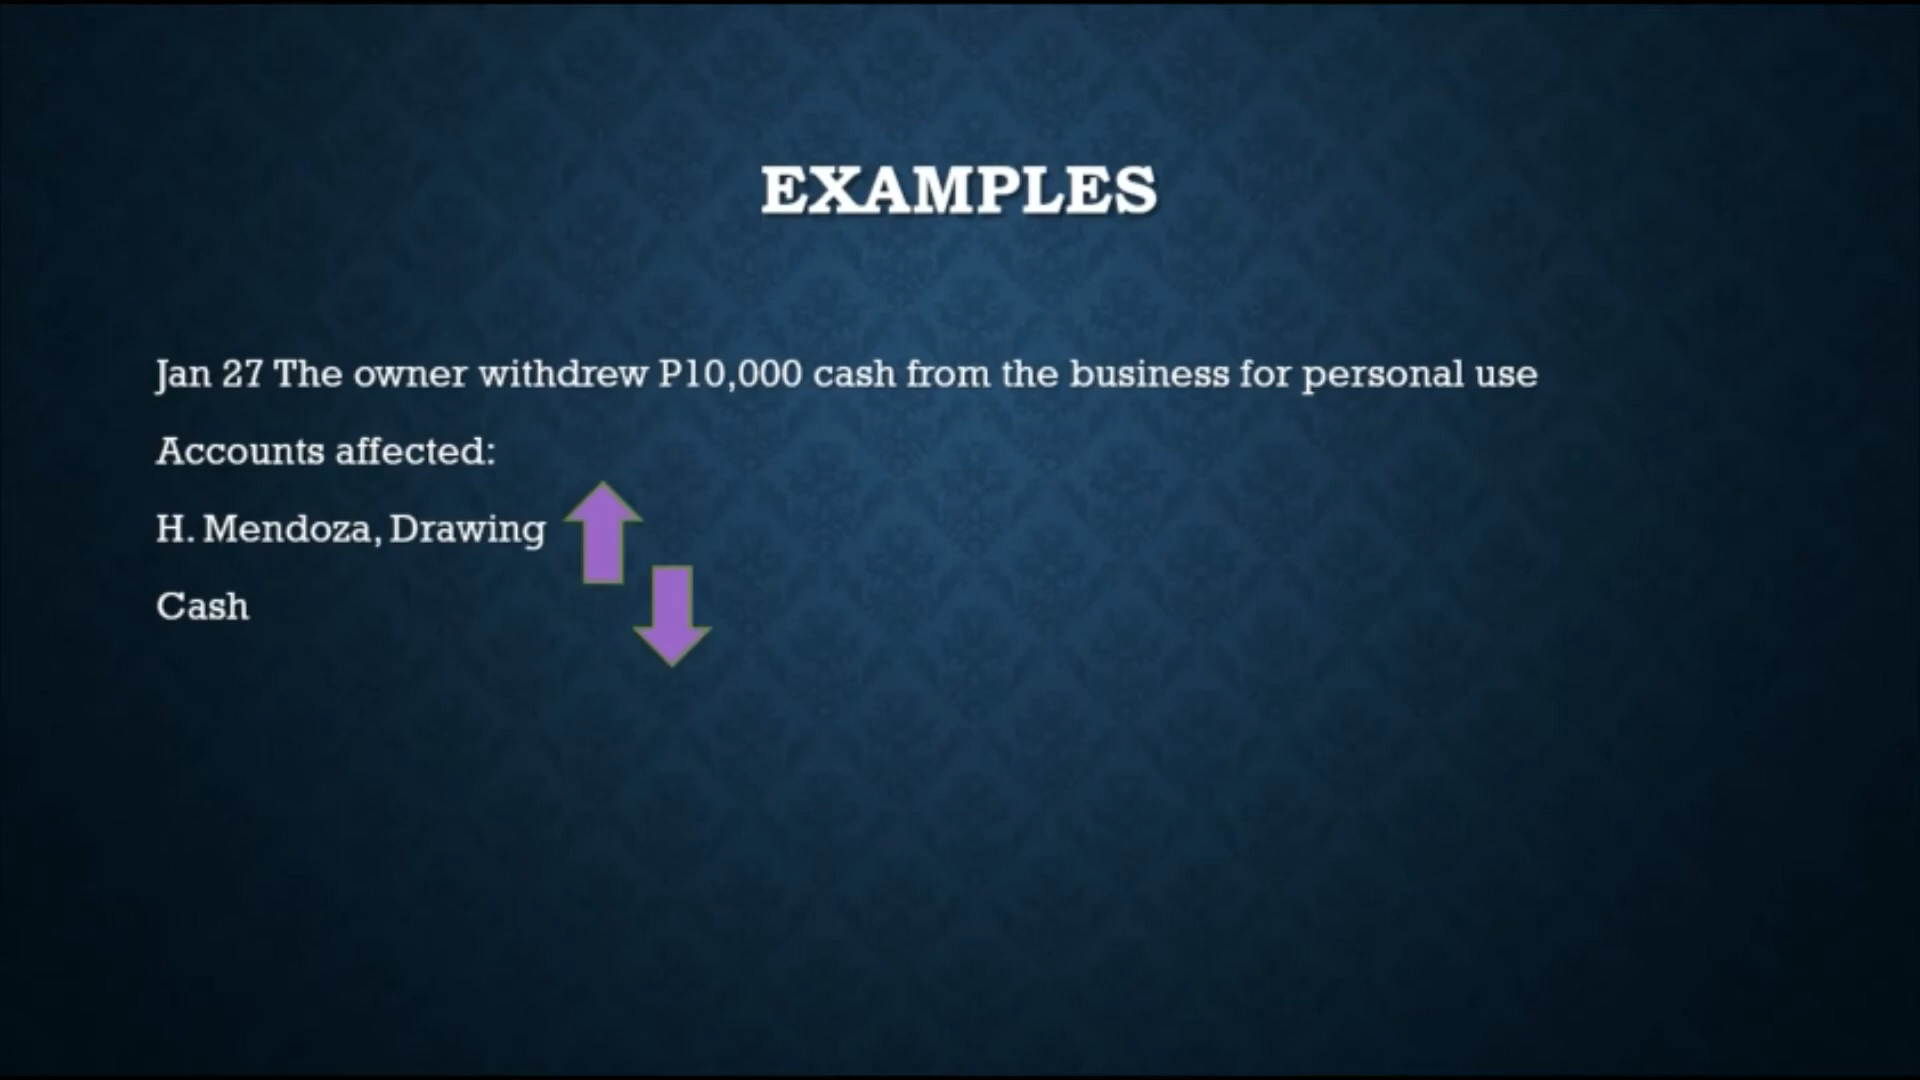 EXAMPLES
Jan 27 The owner withdrew P10,000 cash from the business for personal use
Accounts affected:
H. Mendoza, Drawing
Cash